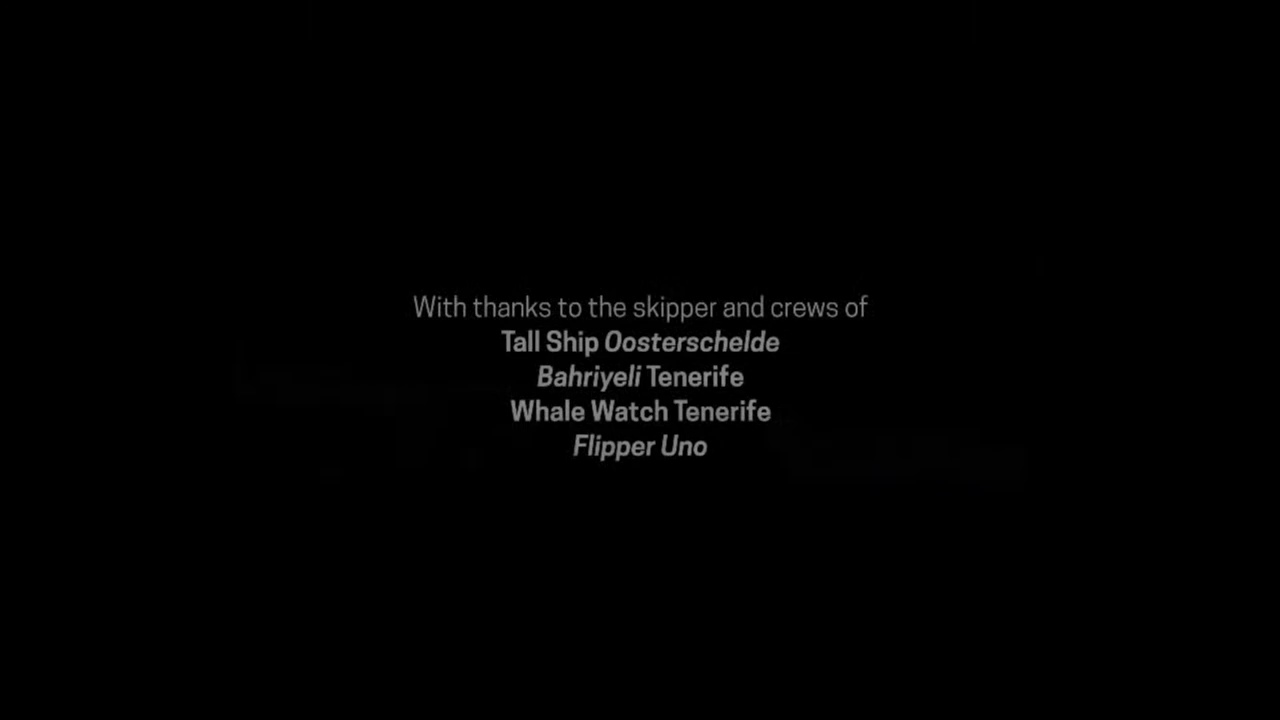 With thanks to the skipper and crews of
Tall Ship Oosterschelde
Bahriyeli Tenerife
Whale Watch Tenerife
Flipper Uno